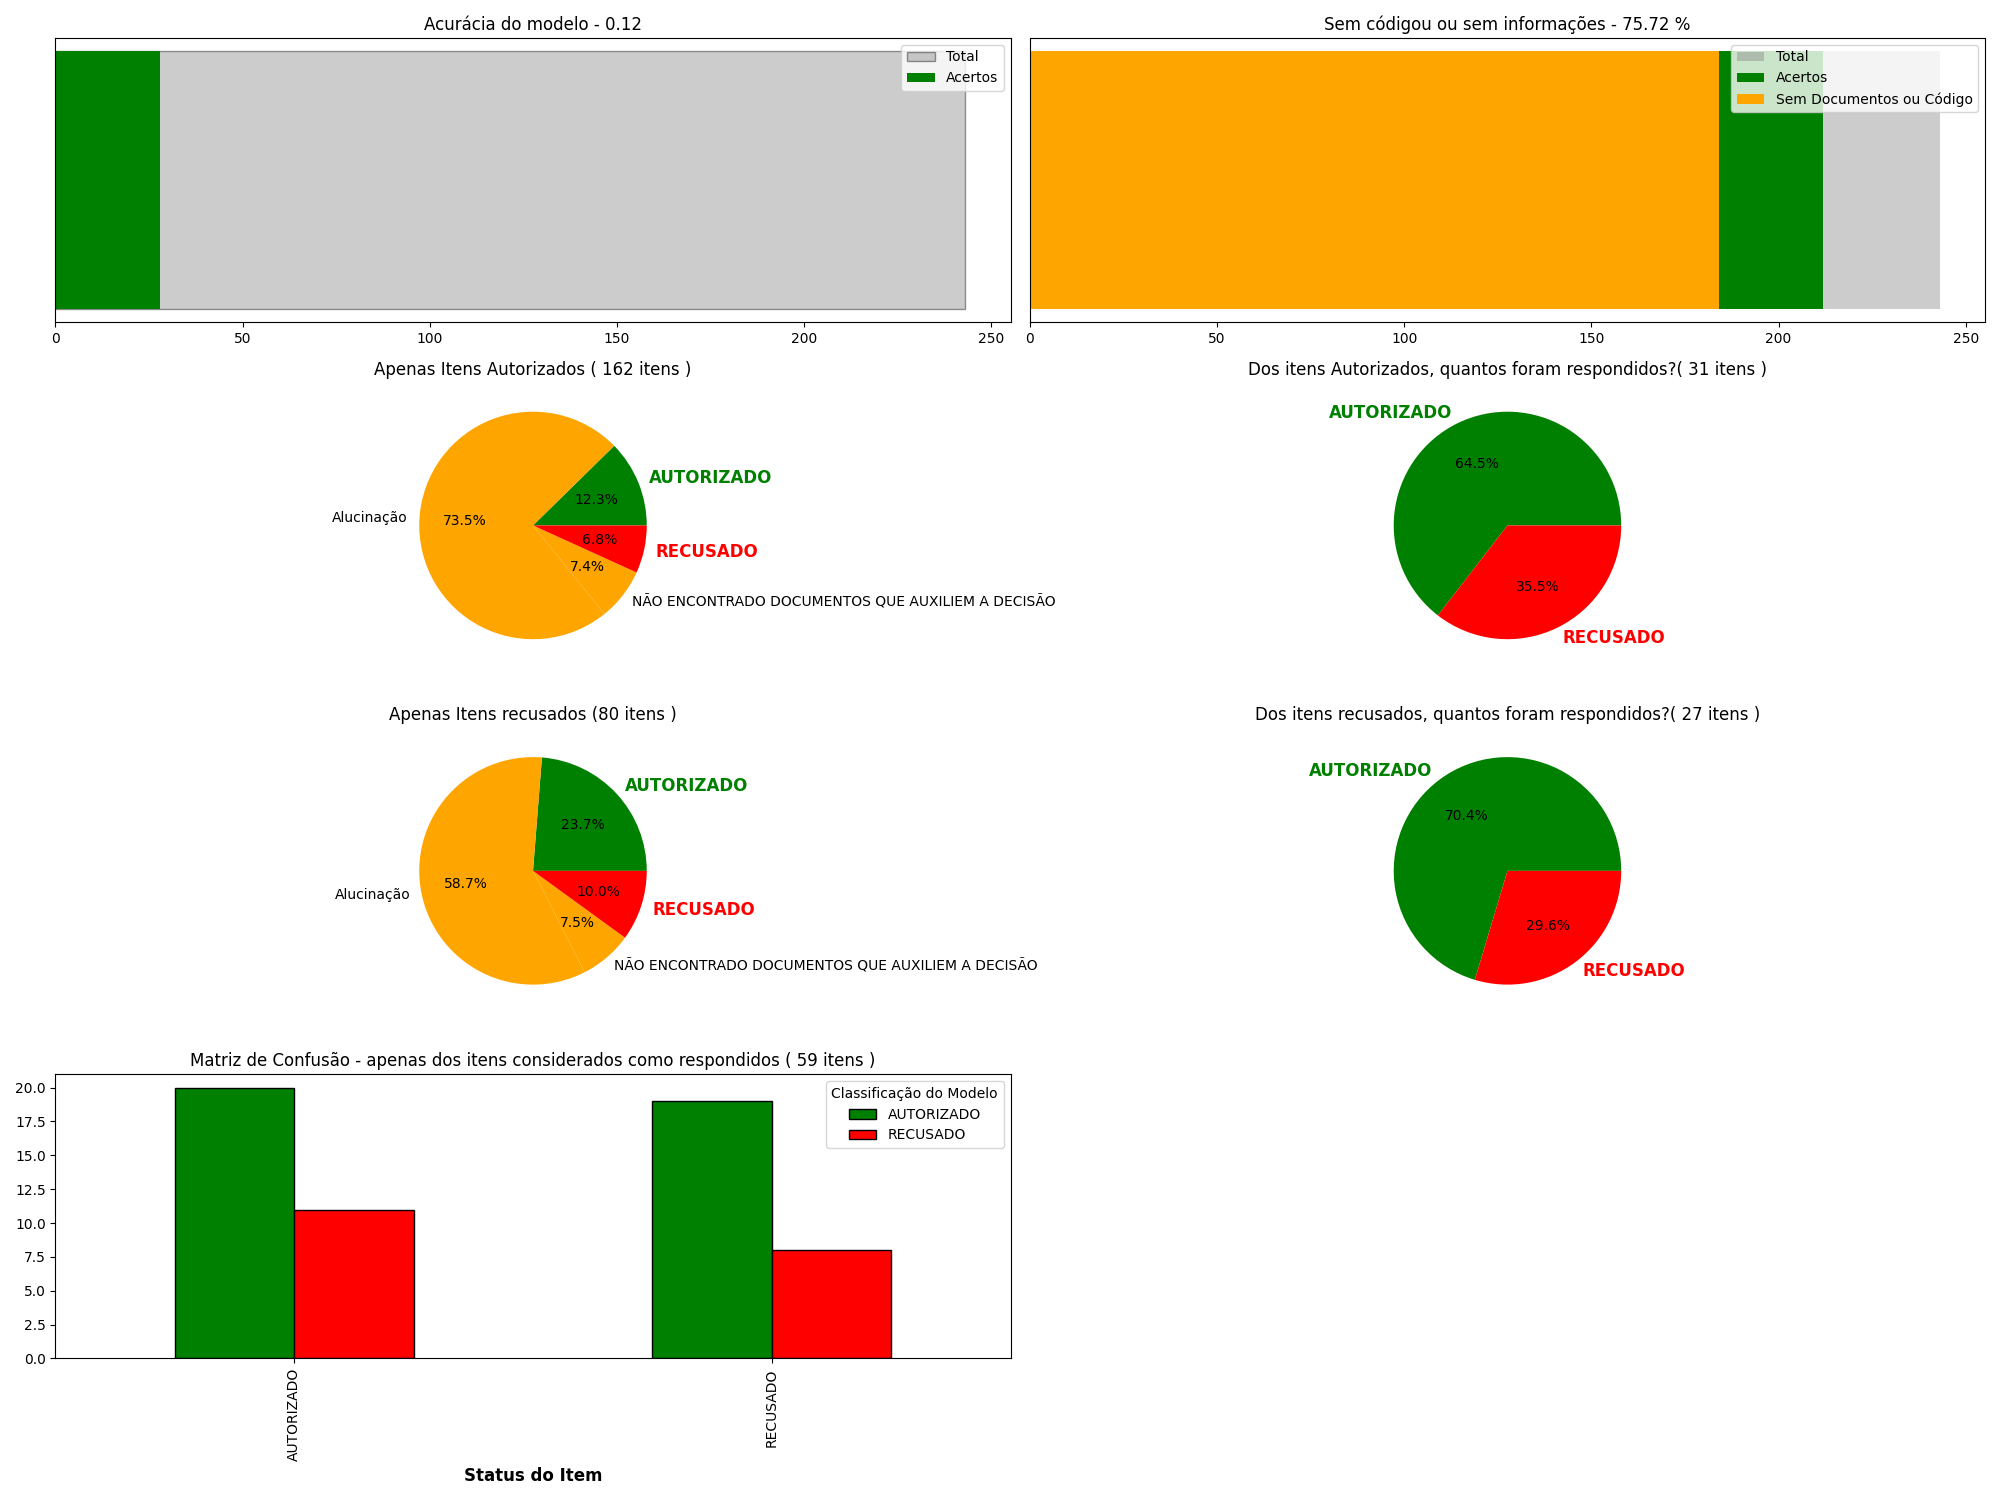 Acurácia do modelo - 0.12
Total
Acertos
0 50 100 150 200 250
Sem códigou ou sem informações - 75.72 %
Total
Acertos
Sem Documentos ou Código
0 50 100 150 200 250
Apenas Itens Autorizados ( 162 itens )
AUTORIZADO
12.3%
Alucinação
73.5%
6.8%
RECUSADO
7.4%
NÃO ENCONTRADO DOCUMENTOS QUE AUXILIEM A DECISÃO
Dos itens Autorizados, quantos foram respondidos?( 31 itens )
AUTORIZADO
64.5%
35.5%
RECUSADO
Apenas Itens recusados (80 itens )
AUTORIZADO
23.7%
58.7%
Alucinação
10.0%
RECUSADO
7.5%
NÃO ENCONTRADO DOCUMENTOS QUE AUXILIEM A DECISÃO
Dos itens recusados, quantos foram respondidos?( 27 itens )
AUTORIZADO
70.4%
29.6%
RECUSADO
Matriz de Confusão - apenas dos itens considerados como respondidos ( 59 itens )
Classificação do Modelo
AUTORIZADO
RECUSADO
20.0
17.5
15.0
12.5
10.0
7.5
5.0
2.5
0.0
AUTORIZADO
RECUSADO
Status do Item